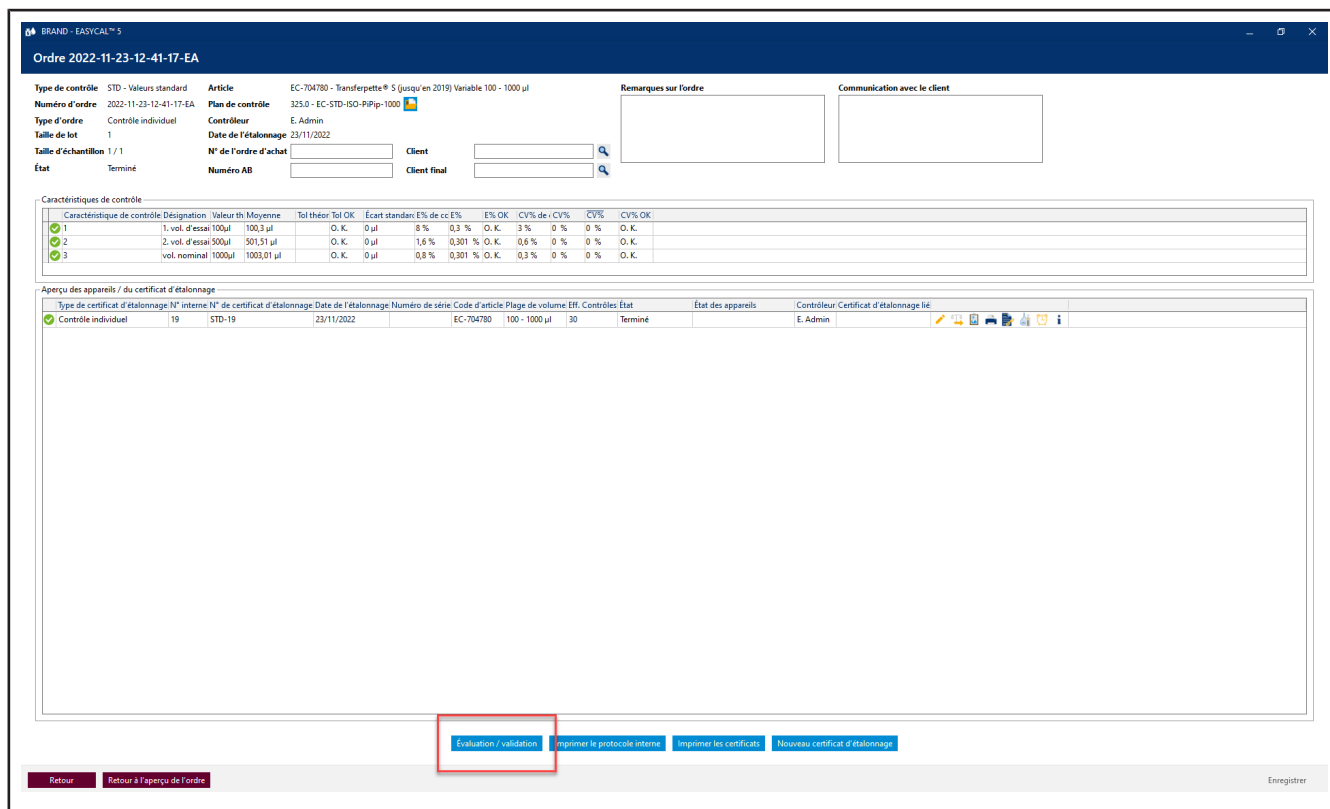 BRAND - EASYCAL™ 5
Ordre 2022-11-23-12-41-17-EA
Type de contrôle STD - Valeurs standard Article EC-704780 - Transferpette® S (jusqu'en 2019) Variable 100 - 1000 µl Remarques sur l'ordre Communication avec le client
Numéro d'ordre 2022-11-23-12-41-17-EA Plan de contrôle 325.0 - EC-STD-ISO-PiPip-1000
Type d'ordre Contrôle individuel Contrôleur E. Admin
Taille de lot 1 Date de l'étalonnage 23/11/2022
Taille d'échantillon 1 / 1 N° de l'ordre d'achat Client
État Terminé Numéro AB Client final
Caractéristiques de contrôle
Caractéristique de contrôle Désignation Valeur th Moyenne Tol théor Tol OK Écart standard E% de co E% E% OK CV% de CV% CV% CV% OK
1 1. vol. d'essai 100µl 100,3 µl O. K. 0 µl 8 % 0,3 % O. K. 3 % 0 % 0 % O. K.
2 2. vol. d'essai 500µl 501,51 µl O. K. 0 µl 1,6 % 0,301 % O. K. 0,6 % 0 % 0 % O. K.
3 vol. nominal 1000µl 1003,01 µl O. K. 0 µl 0,8 % 0,301 % O. K. 0,3 % 0 % 0 % O. K.
Aperçu des appareils / du certificat d'étalonnage
Type de certificat d'étalonnage N° interne N° de certificat d'étalonnage Date de l'étalonnage Numéro de série Code d'article Plage de volume Eff. Contrôles État État des appareils Contrôleur Certificat d'étalonnage lié
Contrôle individuel 19 STD-19 23/11/2022 EC-704780 100 - 1000 µl 30 Terminé E. Admin
Évaluation / validation Imprimer le protocole interne Imprimer les certificats Nouveau certificat d'étalonnage
Retour Retour à l'aperçu de l'ordre Enregistrer